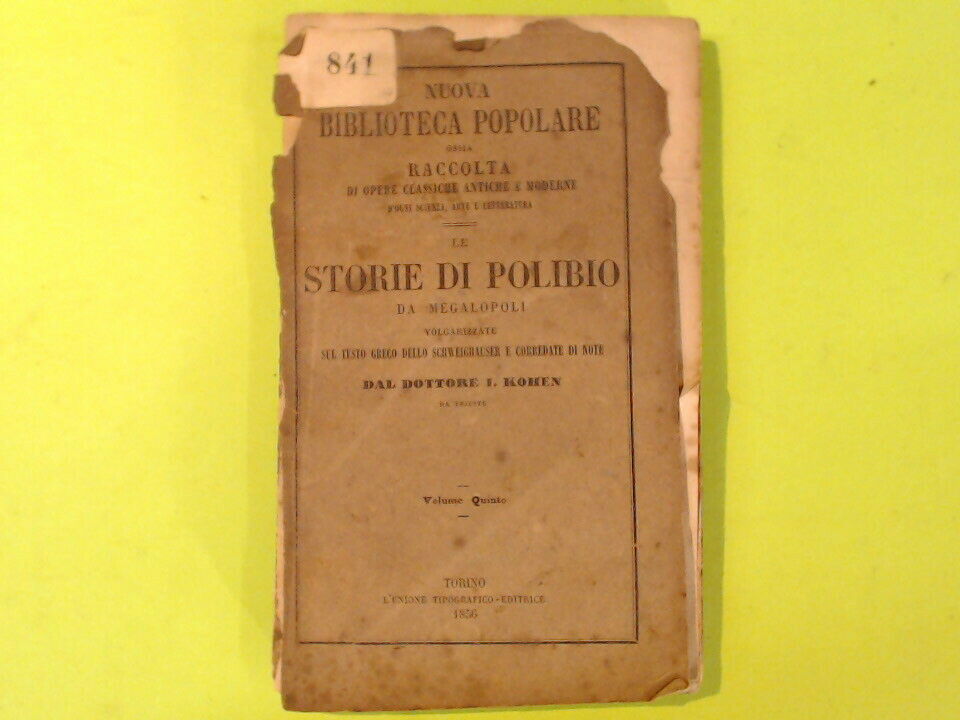 841
NUOVA
BIBLIOTECA POPOLARE
OSSIA
RACCOLTA
DI OPERE CLASSICHE ANTICHE E MODERNE
D'OGNI SCIENZA, ARTE E LETTERATURA
LE
STORIE DI POLIBIO
DA MEGALOPOLI
VOLGARIZZATE
SUL TESTO GRECO DELLO SCHWEIGHAUSER E CORREDATE DI NOTE
DAL DOTTORE I. KOHEN
DA TRIESTE
Volume Quinto
TORINO
L'UNIONE TIPOGRAFICO-EDITRICE
1856